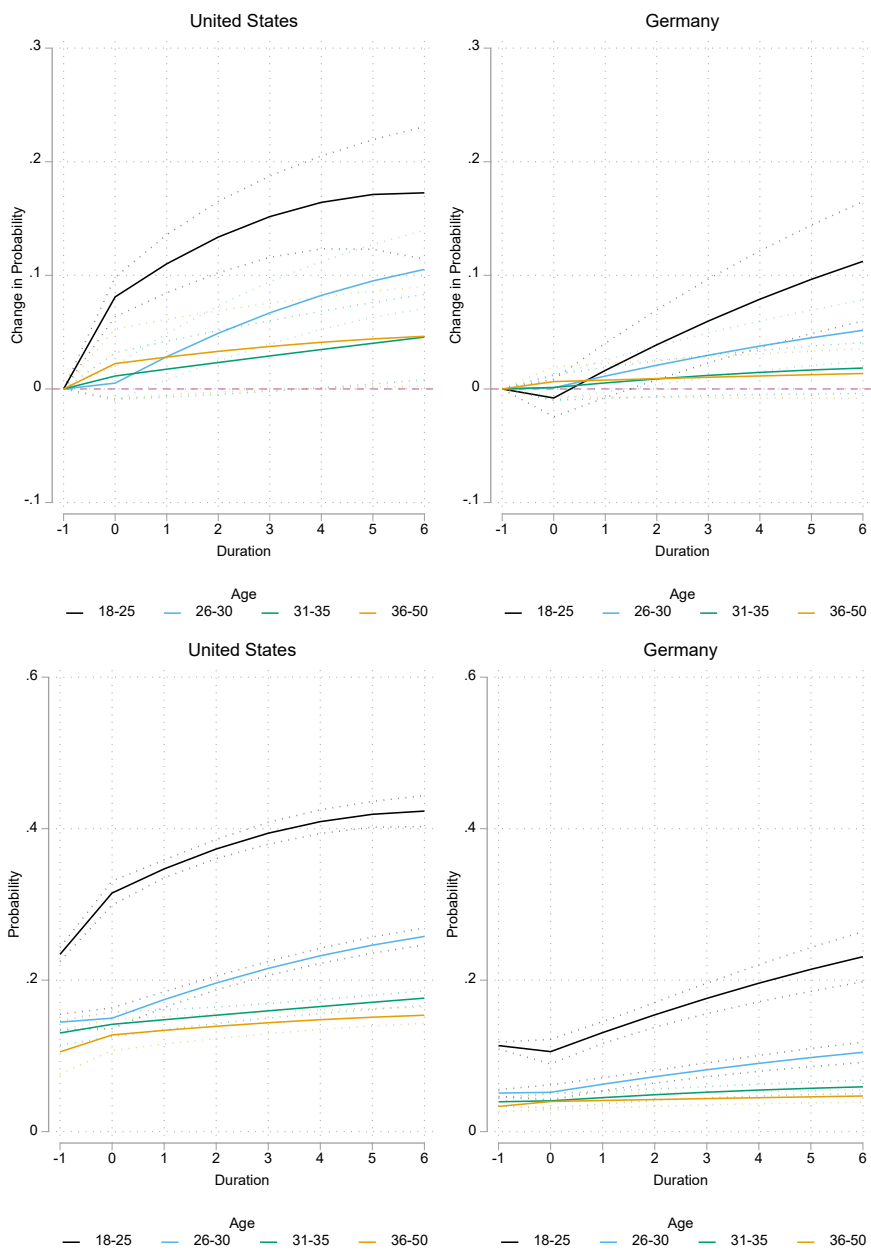 United States
Germany
.3
.2
.1
0
-.1
Change in Probability
-1 0 1 2 3 4 5 6
Duration
Age
18-25 26-30 31-35 36-50
.3
.2
.1
0
-.1
Change in Probability
-1 0 1 2 3 4 5 6
Duration
Age
18-25 26-30 31-35 36-50
United States
Germany
.6
.4
.2
0
Probability
-1 0 1 2 3 4 5 6
Duration
Age
18-25 26-30 31-35 36-50
.6
.4
.2
0
Probability
-1 0 1 2 3 4 5 6
Duration
Age
18-25 26-30 31-35 36-50